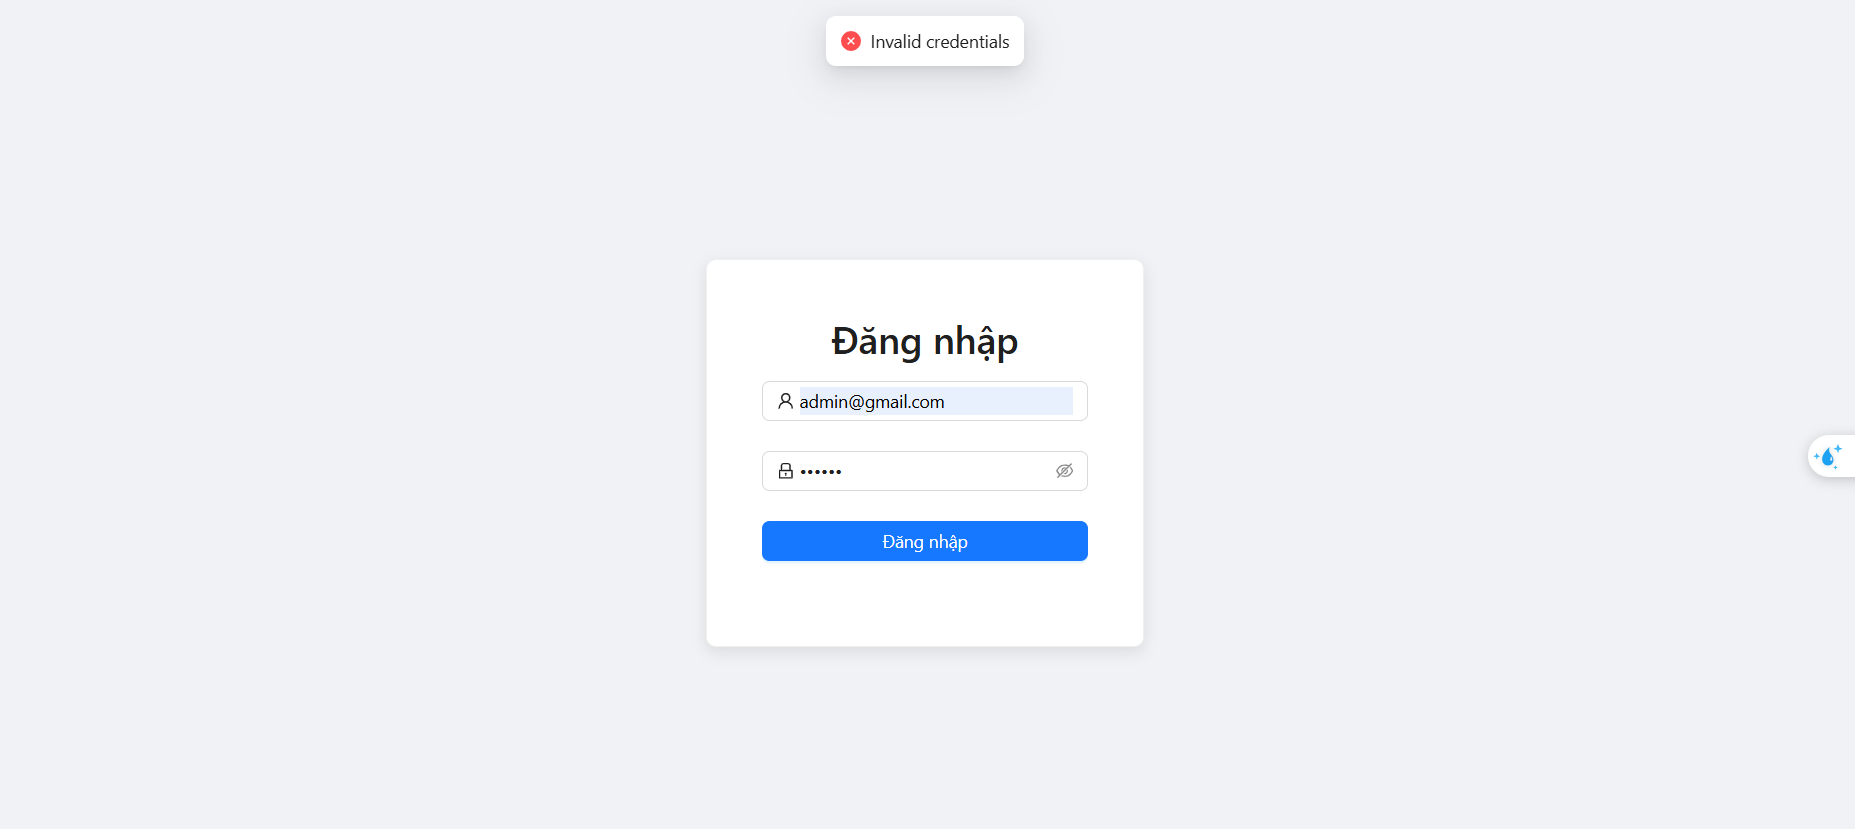 Invalid credentials
Đăng nhập
admin@gmail.com
••••••
Đăng nhập